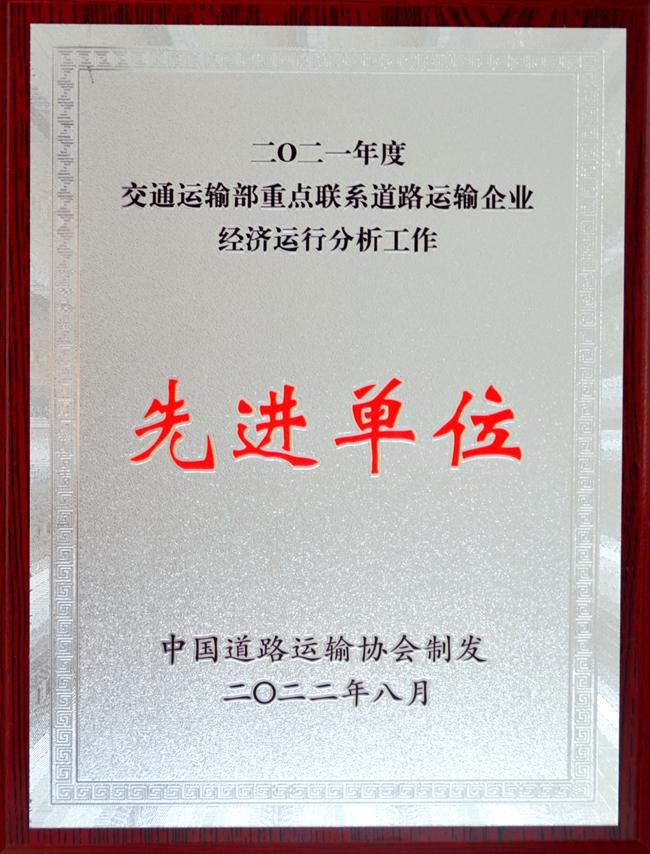 二〇二一年度
交通运输部重点联系道路运输企业
经济运行分析工作
先进单位
中国道路运输协会制发
二〇二二年八月